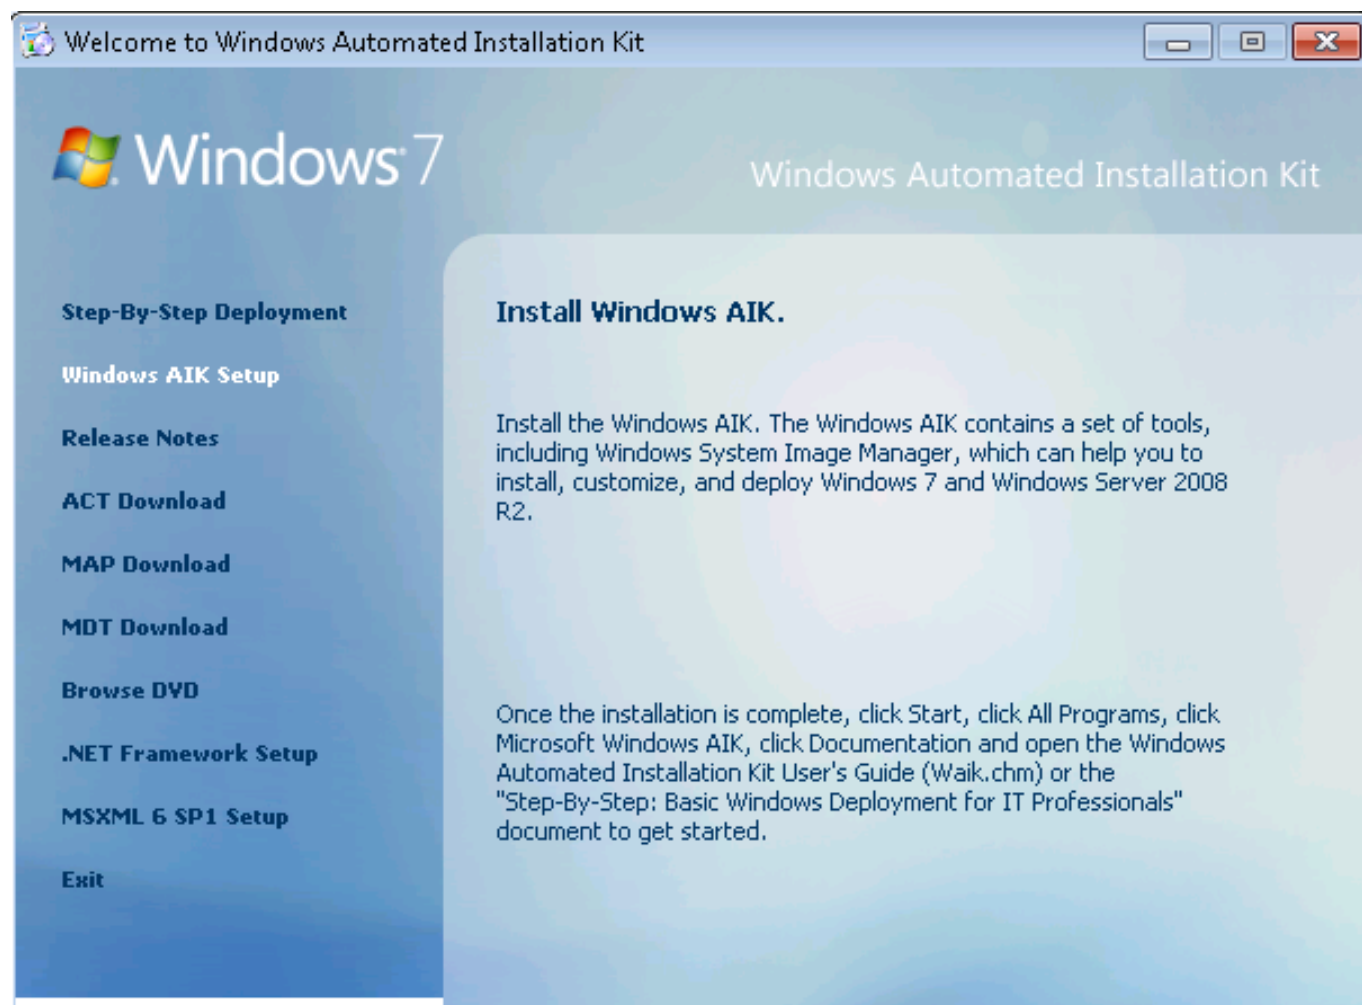 Welcome to Windows Automated Installation Kit
Windows 7
Windows Automated Installation Kit
Step-By-Step Deployment
Windows AIK Setup
Release Notes
ACT Download
MAP Download
MDT Download
Browse DVD
.NET Framework Setup
MSXML 6 SP1 Setup
Exit
Install Windows AIK.
Install the Windows AIK. The Windows AIK contains a set of tools,
including Windows System Image Manager, which can help you to
install, customize, and deploy Windows 7 and Windows Server 2008
R2.
Once the installation is complete, click Start, click All Programs, click
Microsoft Windows AIK, click Documentation and open the Windows
Automated Installation Kit User's Guide (Waik.chm) or the
"Step-By-Step: Basic Windows Deployment for IT Professionals"
document to get started.